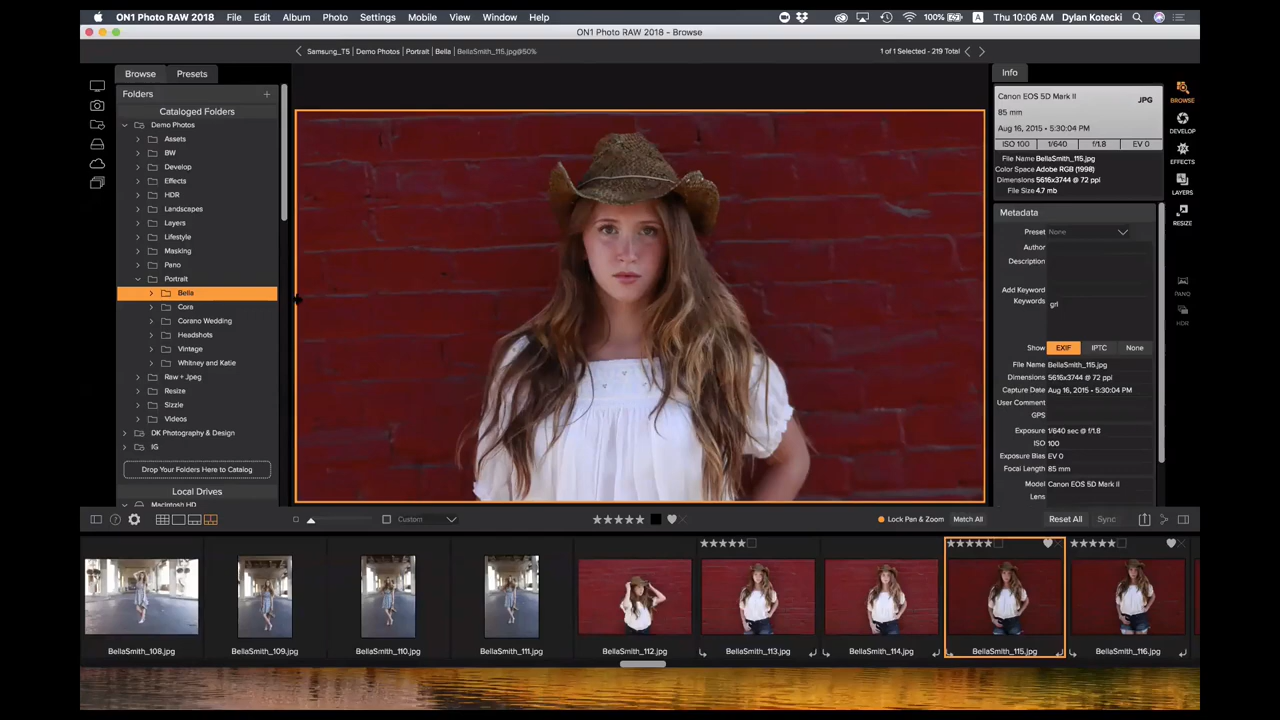 ON1 Photo RAW 2018 File Edit Album Photo Settings Mobile View Window Help 100% A Thu 10:06 AM Dylan Kotecki
ON1 Photo RAW 2018 - Browse
Samsung_T5 | Demo Photos | Portrait | Bella | BellaSmith_115.jpg@50% 1 of 1 Selected - 219 Total
Browse Presets
Folders +
Cataloged Folders
Demo Photos
Assets
BW
Develop
Effects
HDR
Landscapes
Layers
Lifestyle
Masking
Pano
Portrait
Bella
Cora
Corano Wedding
Headshots
Vintage
Whitney and Katie
Raw + Jpeg
Resize
Sizzle
Videos
DK Photography & Design
IG
Drop Your Folders Here to Catalog
Local Drives
Macintosh HD
Info
Canon EOS 5D Mark II JPG
85 mm
Aug 16, 2015 • 5:30:04 PM
ISO 100 1/640 f/1.8 EV 0
File Name BellaSmith_115.jpg
Color Space Adobe RGB (1998)
Dimensions 5616x3744 @ 72 ppi
File Size 4.7 mb
Metadata
Preset None
Author
Description
Add Keyword
Keywords
grl
Show EXIF IPTC None
File Name BellaSmith_115.jpg
Dimensions 5616x3744 @ 72 ppi
Capture Date Aug 16, 2015 • 5:30:04 PM
User Comment
GPS
Exposure 1/640 sec @ f/1.8
ISO 100
Exposure Bias EV 0
Focal Length 85 mm
Model Canon EOS 5D Mark II
Lens
BROWSE
DEVELOP
EFFECTS
LAYERS
RESIZE
PANO
HDR
? Custom Lock Pan & Zoom Match All Reset All Sync
BellaSmith_108.jpg BellaSmith_109.jpg BellaSmith_110.jpg BellaSmith_111.jpg BellaSmith_112.jpg BellaSmith_113.jpg BellaSmith_114.jpg BellaSmith_115.jpg BellaSmith_116.jpg